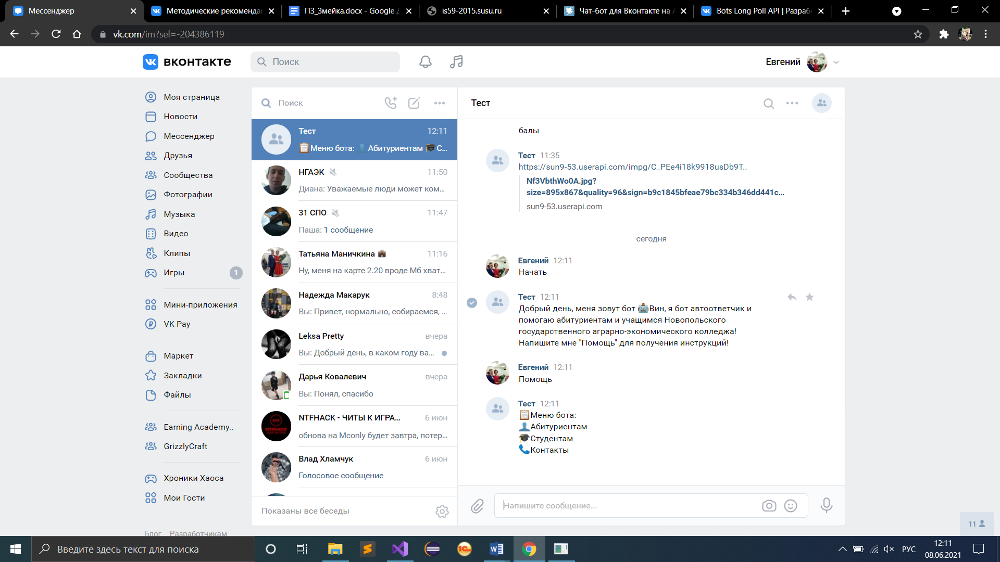 Мессенджер
Методические рекоменда
ПЗ_Змейка.docx - Google
is59-2015.susu.ru
Чат-бот для Вконтакте на
Bots Long Poll API | Разраб
vk.com/im?sel=-204386119
вконтакте
Поиск
Евгений
Моя страница
Новости
Мессенджер
Друзья
Сообщества
Фотографии
Музыка
Видео
Клипы
Игры
1
Мини-приложения
VK Pay
Маркет
Закладки
Файлы
Earning Academy..
GrizzlyCraft
Хроники Хаоса
Мои Гости
Блог Разработчикам
Поиск
Тест 12:11
📋Меню бота: 👤Абитуриентам 🎓С...
НГАЭК 11:50
Диана: Уважаемые люди может ком...
31 СПО 11:47
Паша: 1 сообщение
Татьяна Маничкина 11:16
Ну, меня на карте 2.20 вроде Мб хват...
Надежда Макарук 8:48
Вы: Привет, нормально, собираемся, ...
Leksa Pretty вчера
Вы: Добрый день, в каком году ва...
Дарья Ковалевич вчера
Вы: Понял, спасибо
NTFHACK - ЧИТЫ К ИГРА... 6 июн
обнова на Mconly будет завтра, потер...
Влад Хламчук 6 июн
Голосовое сообщение
Показаны все беседы
Тест
балы
Тест 11:35
https://sun9-53.userapi.com/impg/C_PEe4i18k9918usDb9T..
Nf3VbthWo0A.jpg?
size=895x867&quality=96&sign=b9c1845bfeae79bc334b346dd441c...
sun9-53.userapi.com
сегодня
Евгений 12:11
Начать
Тест 12:11
Добрый день, меня зовут бот 🤖Вин, я бот автоответчик и
помогаю абитуриентам и учащимся Новопольского
государственного аграрно-экономического колледжа!
Напишите мне "Помощь" для получения инструкций!
Евгений 12:11
Помощь
Тест 12:11
📋Меню бота:
👤Абитуриентам
🎓Студентам
📞Контакты
Напишите сообщение...
11
Введите здесь текст для поиска
РУС
12:11
08.06.2021